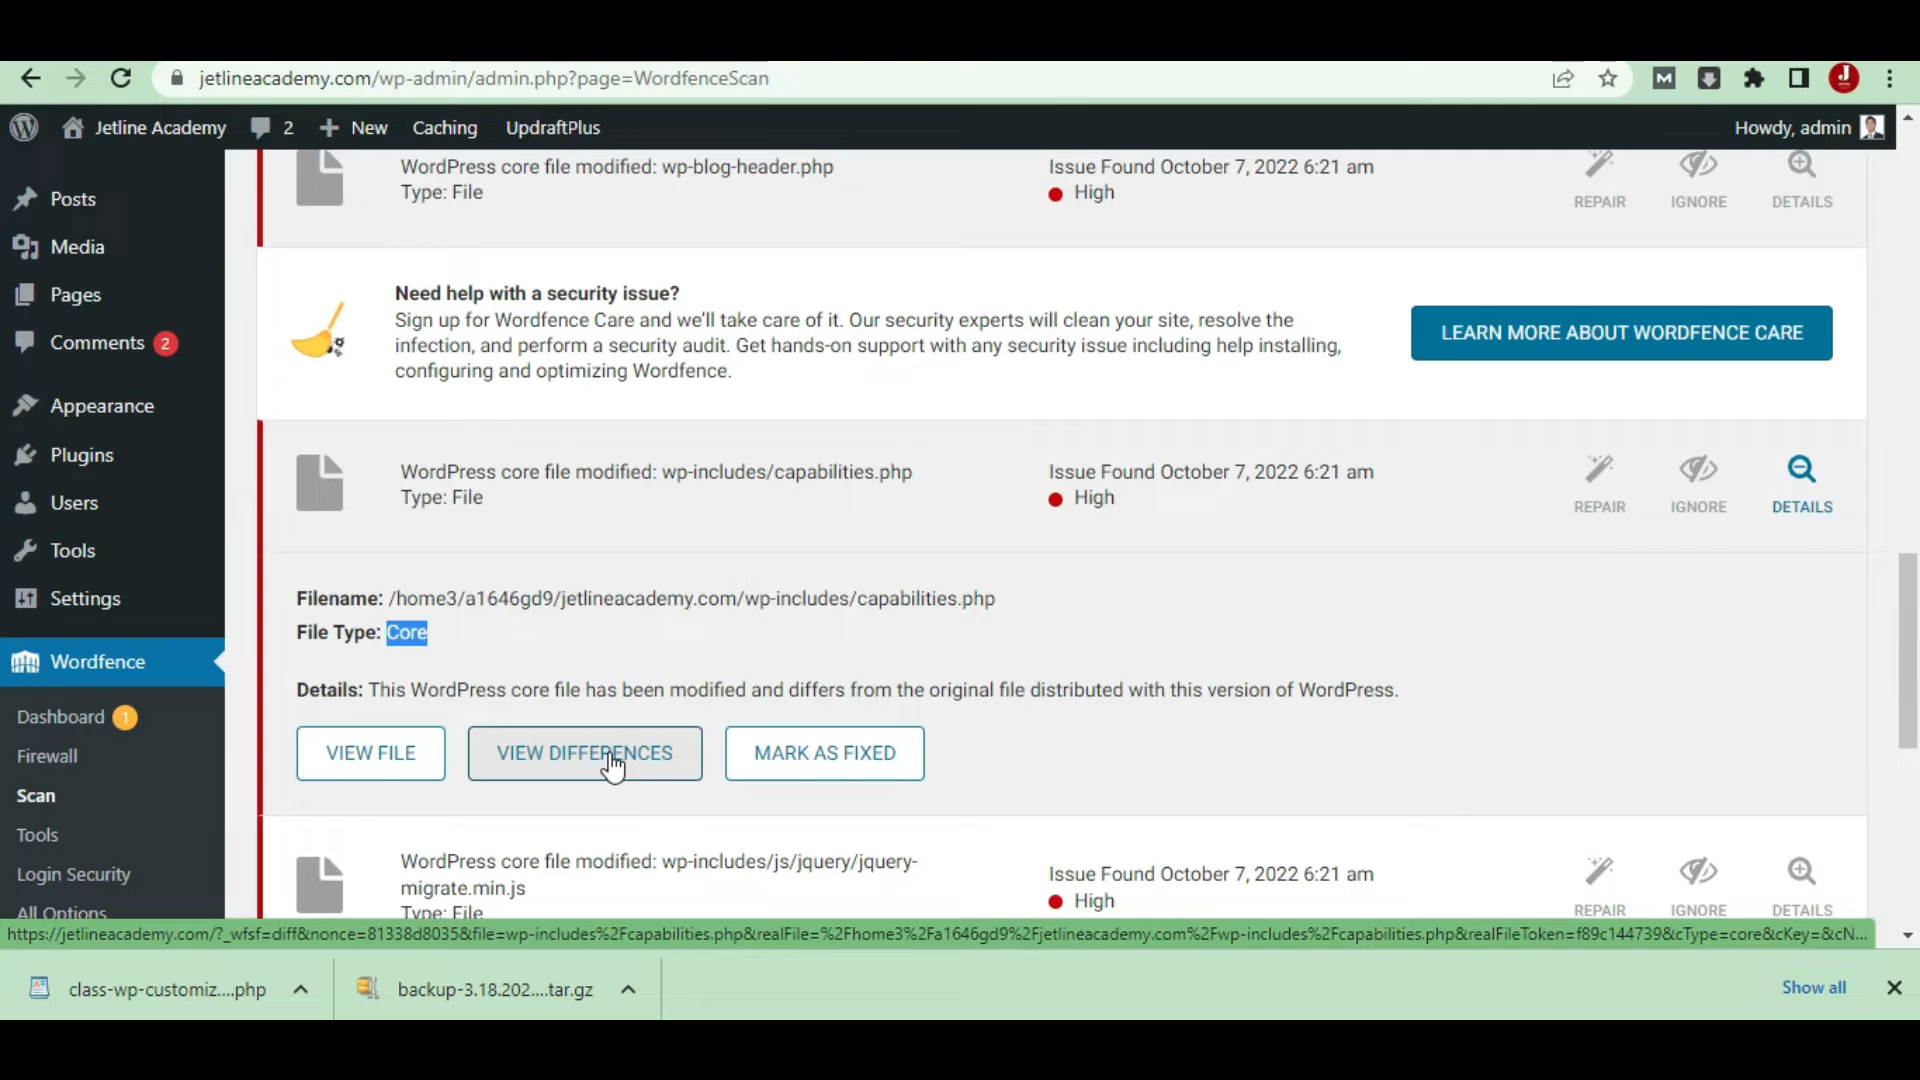 jetlineacademy.com/wp-admin/admin.php?page=WordfenceScan
Jetline Academy 2 New Caching UpdraftPlus Howdy, admin
Posts
Media
Pages
Comments 2
Appearance
Plugins
Users
Tools
Settings
Wordfence
Dashboard 1
Firewall
Scan
Tools
Login Security
All Options
WordPress core file modified: wp-blog-header.php
Type: File
Issue Found October 7, 2022 6:21 am
High
REPAIR IGNORE DETAILS
Need help with a security issue?
Sign up for Wordfence Care and we'll take care of it. Our security experts will clean your site, resolve the
infection, and perform a security audit. Get hands-on support with any security issue including help installing,
configuring and optimizing Wordfence.
LEARN MORE ABOUT WORDFENCE CARE
WordPress core file modified: wp-includes/capabilities.php
Type: File
Issue Found October 7, 2022 6:21 am
High
REPAIR IGNORE DETAILS
Filename: /home3/a1646gd9/jetlineacademy.com/wp-includes/capabilities.php
File Type: Core
Details: This WordPress core file has been modified and differs from the original file distributed with this version of WordPress.
VIEW FILE VIEW DIFFERENCES MARK AS FIXED
WordPress core file modified: wp-includes/js/jquery/jquery-
migrate.min.js
Type: File
Issue Found October 7, 2022 6:21 am
High
REPAIR IGNORE DETAILS
https://jetlineacademy.com/?_wfsf=diff&nonce=81338d8035&file=wp-includes%2Fcapabilities.php&realFile=%2Fhome3%2Fa1646gd9%2Fjetlineacademy.com%2Fwp-includes%2Fcapabilities.php&realFileToken=f89c144739&cType=core&cKey=&cN...
class-wp-customiz....php
backup-3.18.202....tar.gz
Show all